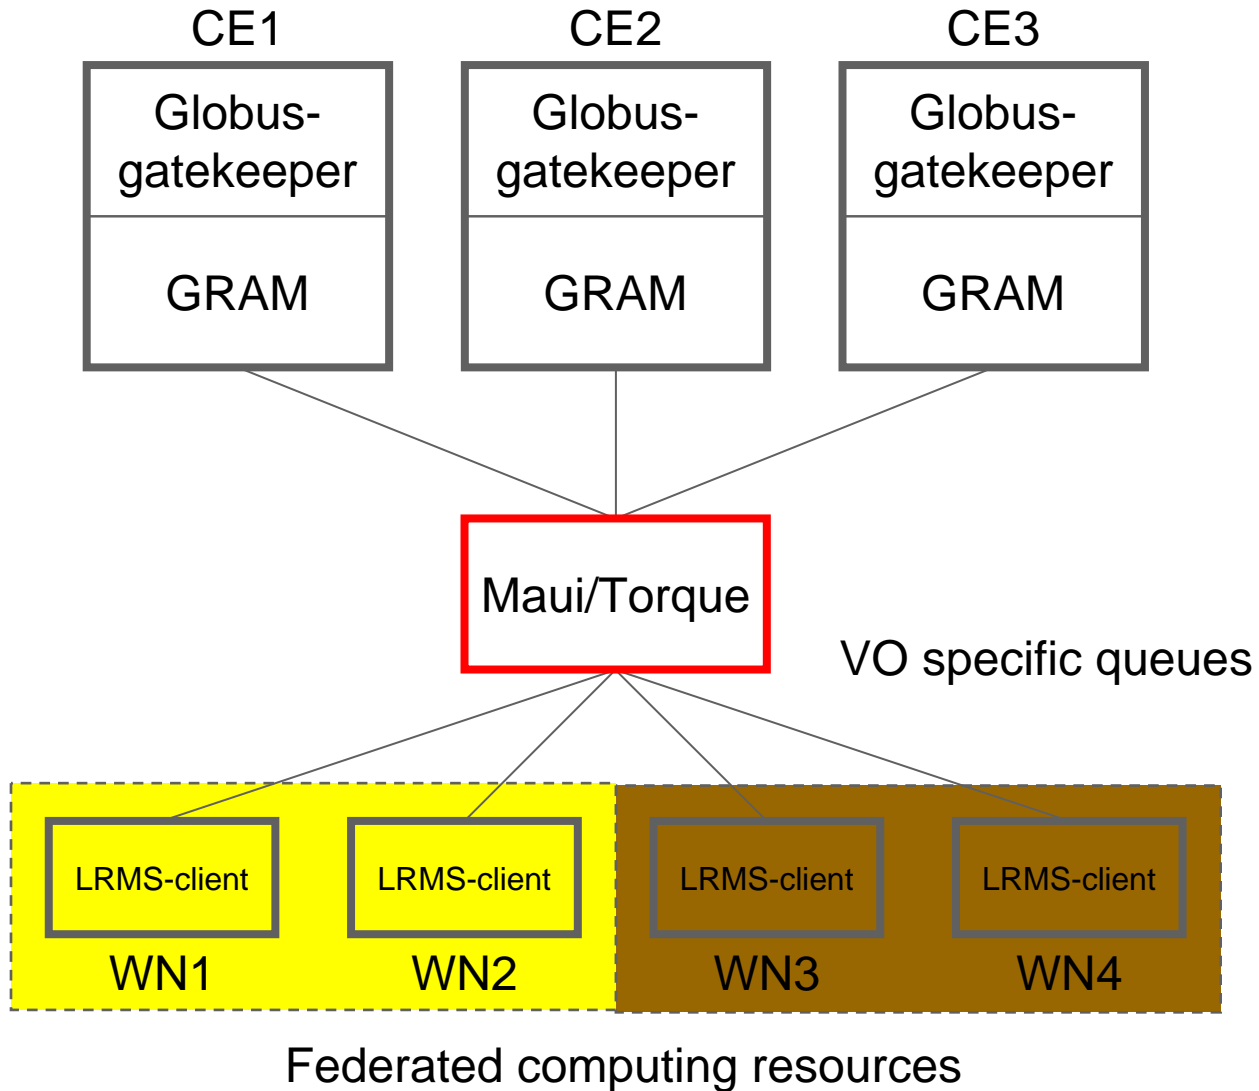 CE1 CE2 CE3
Globus- Globus- Globus-
gatekeeper gatekeeper gatekeeper
GRAM GRAM GRAM
Maui/Torque
VO specific queues
LRMS-client LRMS-client LRMS-client LRMS-client
WN1 WN2 WN3 WN4
Federated computing resources